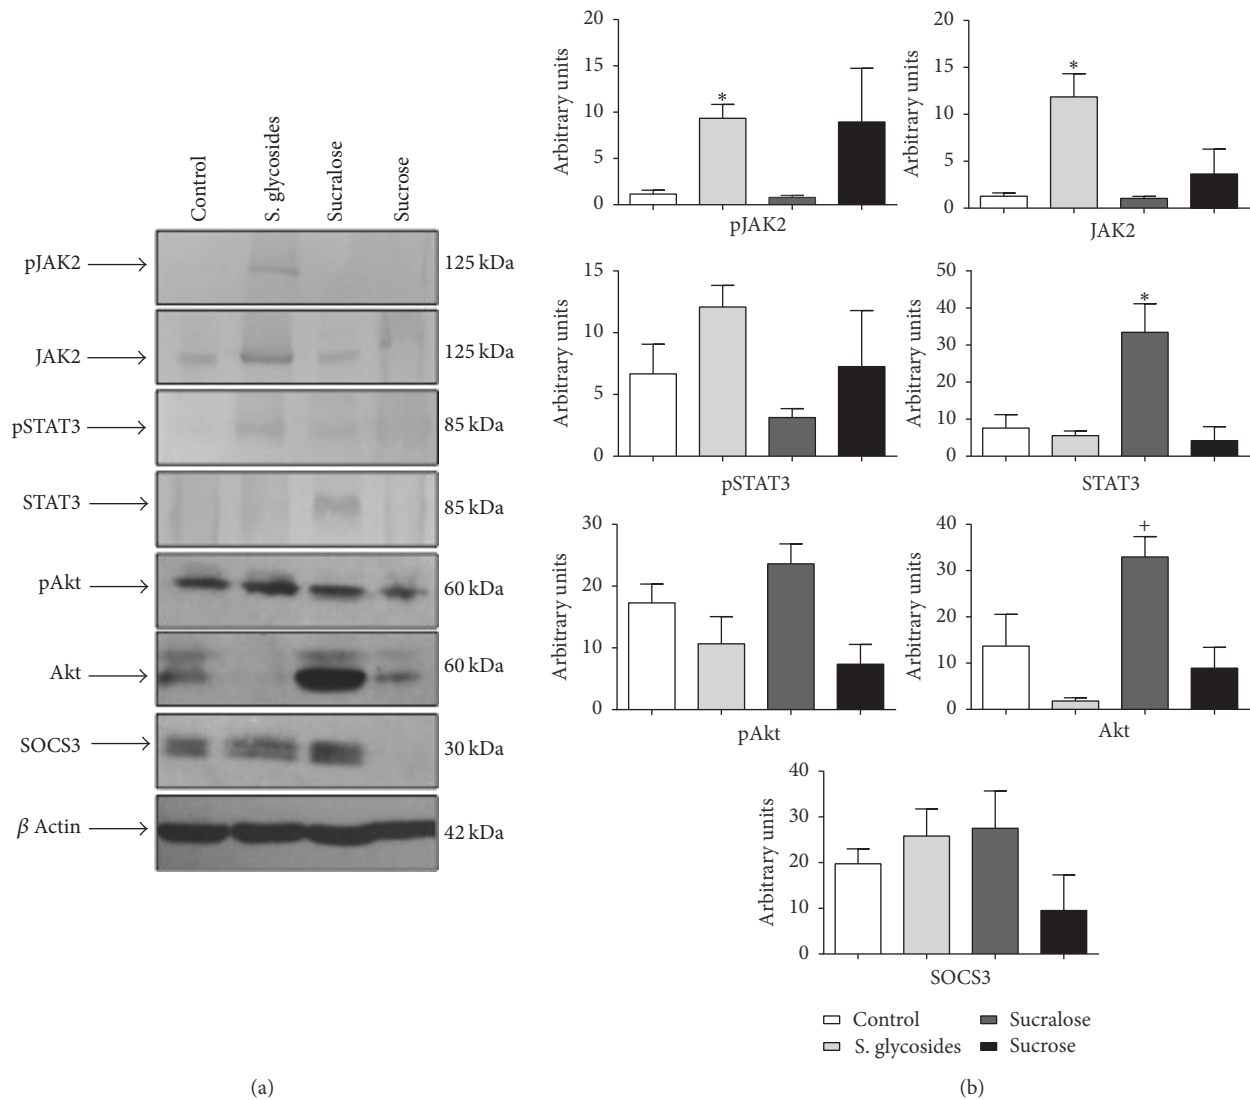 Control
S. glycosides
Sucralose
Sucrose
pJAK2
125 kDa
JAK2
125 kDa
pSTAT3
85 kDa
STAT3
85 kDa
pAkt
60 kDa
Akt
60 kDa
SOCS3
30 kDa
β Actin
42 kDa
(a)
20
15
10
5
0
Arbitrary units
*
pJAK2
20
15
10
5
0
Arbitrary units
*
JAK2
15
10
5
0
Arbitrary units
pSTAT3
50
40
30
20
10
0
Arbitrary units
*
STAT3
30
20
10
0
Arbitrary units
pAkt
40
30
20
10
0
Arbitrary units
+
Akt
40
30
20
10
0
Arbitrary units
SOCS3
Control
Sucralose
S. glycosides
Sucrose
(b)